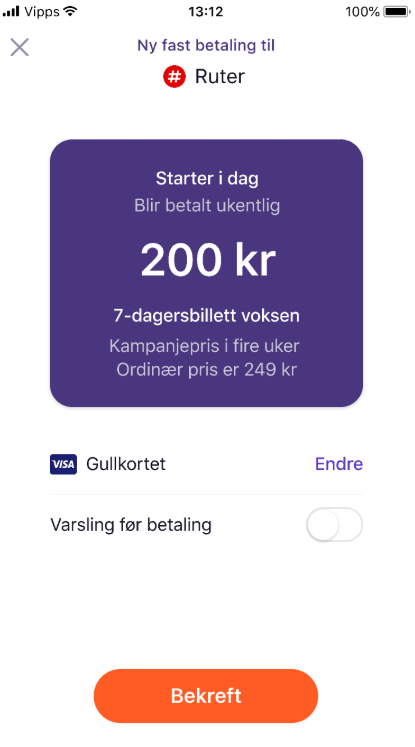 Vipps 13:12 100%
Ny fast betaling til
# Ruter
Starter i dag
Blir betalt ukentlig
200 kr
7-dagersbillett voksen
Kampanjepris i fire uker
Ordinær pris er 249 kr
VISA Gullkortet Endre
Varsling før betaling
Bekreft